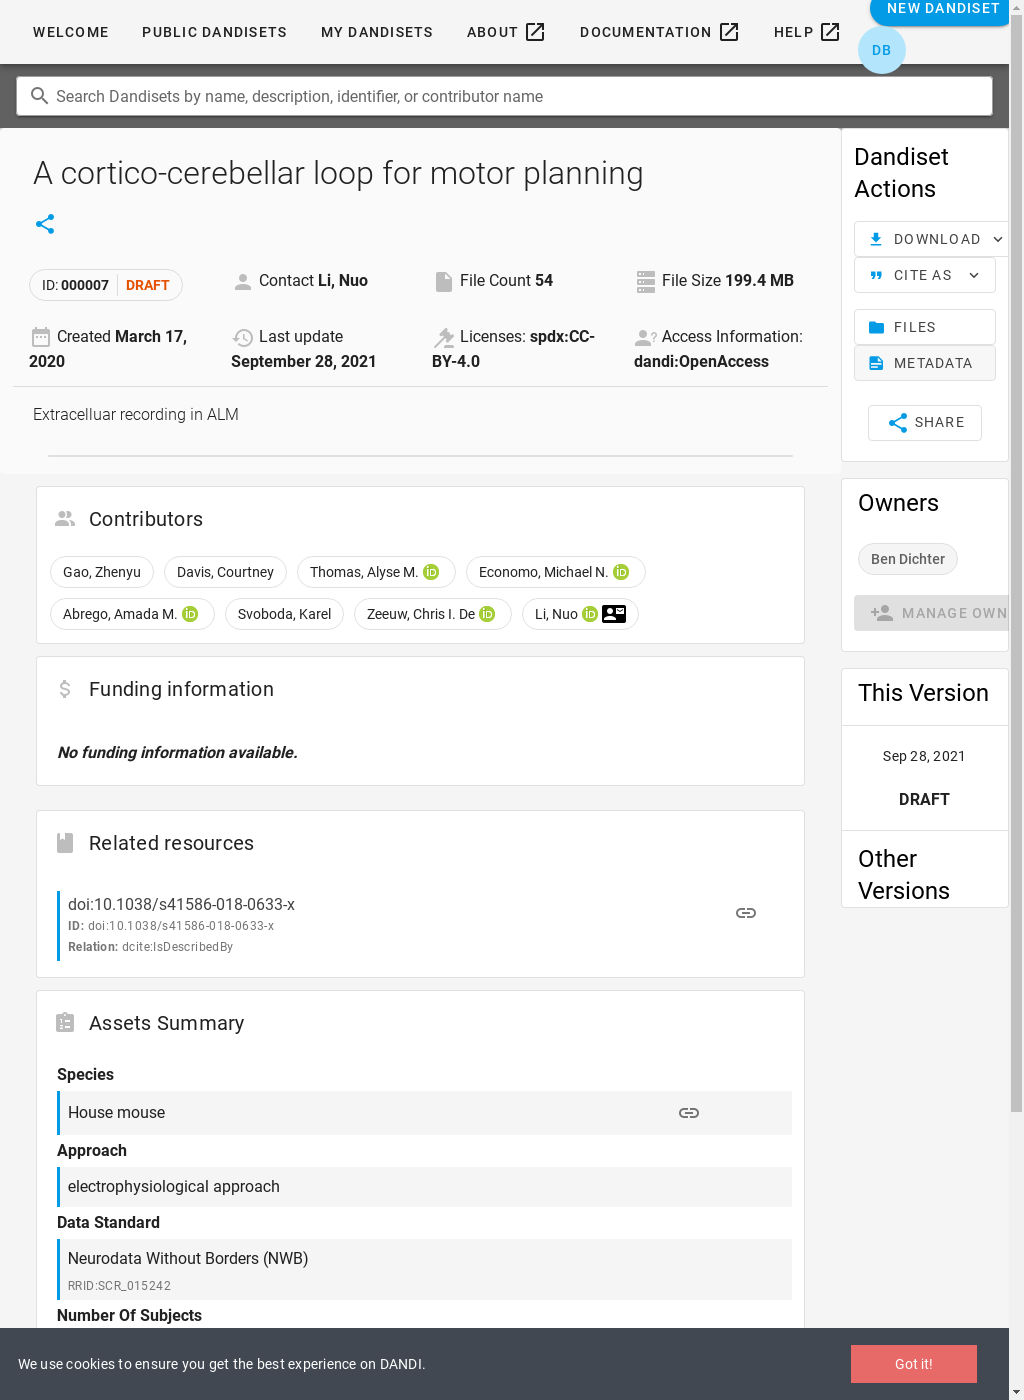 WELCOME
PUBLIC DANDISETS
MY DANDISETS
ABOUT
DOCUMENTATION
HELP
NEW DANDISET
DB
Search Dandisets by name, description, identifier, or contributor name
A cortico-cerebellar loop for motor planning
ID: 000007 DRAFT
Contact Li, Nuo
File Count 54
File Size 199.4 MB
Created March 17,
2020
Last update
September 28, 2021
Licenses: spdx:CC-
BY-4.0
Access Information:
dandi:OpenAccess
Extracelluar recording in ALM
Contributors
Gao, Zhenyu
Davis, Courtney
Thomas, Alyse M. iD
Economo, Michael N. iD
Abrego, Amada M. iD
Svoboda, Karel
Zeeuw, Chris I. De iD
Li, Nuo iD
Funding information
No funding information available.
Related resources
doi:10.1038/s41586-018-0633-x
ID: doi:10.1038/s41586-018-0633-x
Relation: dcite:IsDescribedBy
Assets Summary
Species
House mouse
Approach
electrophysiological approach
Data Standard
Neurodata Without Borders (NWB)
RRID:SCR_015242
Number Of Subjects
Dandiset
Actions
DOWNLOAD
CITE AS
FILES
METADATA
SHARE
Owners
Ben Dichter
MANAGE OWN
This Version
Sep 28, 2021
DRAFT
Other
Versions
We use cookies to ensure you get the best experience on DANDI.
Got it!